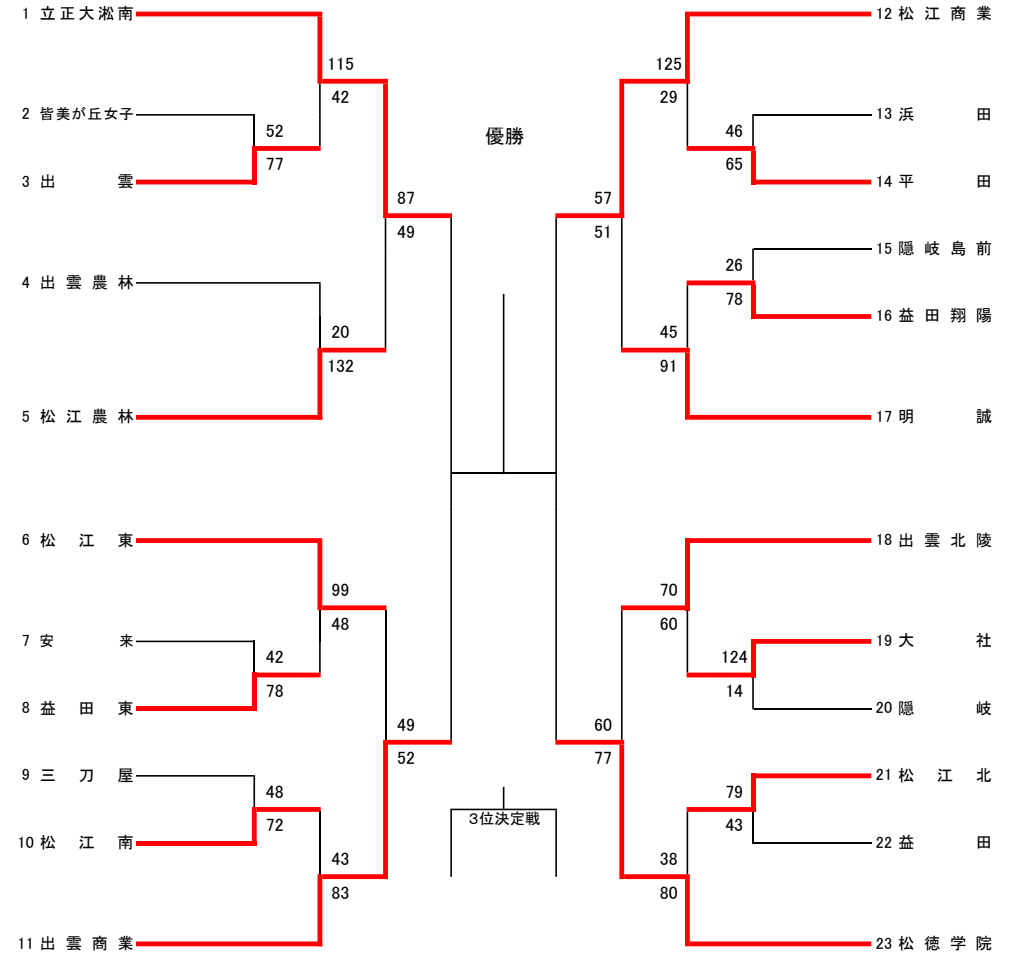 1 立正大淞南
115
42
2 皆美が丘女子
52
77
3 出雲
87
49
4 出雲農林
20
132
5 松江農林
6 松江東
99
48
7 安来
42
78
8 益田東
49
52
9 三刀屋
48
72
10 松江南
43
83
11 出雲商業
優勝
3位決定戦
12 松江商業
125
29
13 浜田
46
65
14 平田
57
51
15 隠岐島前
26
78
16 益田翔陽
45
91
17 明誠
18 出雲北陵
70
60
19 大社
124
14
20 隠岐
60
77
21 松江北
79
43
22 益田
38
80
23 松徳学院